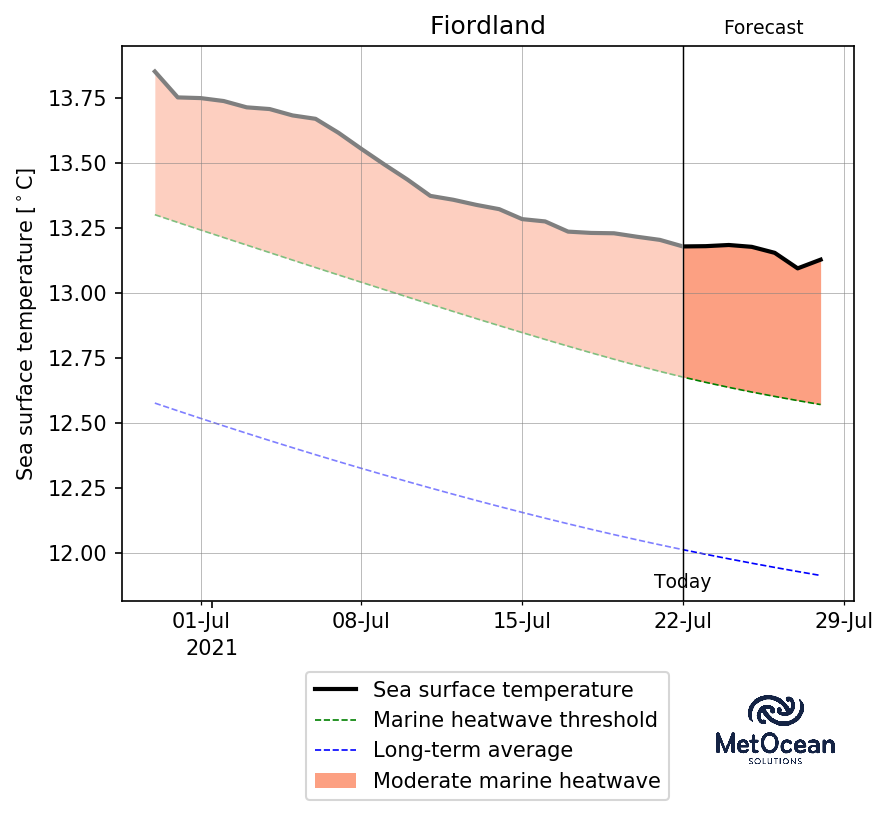 Fiordland
Forecast
Sea surface temperature [°C]
13.75
13.50
13.25
13.00
12.75
12.50
12.25
12.00
Today
01-Jul
2021
08-Jul
15-Jul
22-Jul
29-Jul
Sea surface temperature
Marine heatwave threshold
Long-term average
Moderate marine heatwave
MetOcean
SOLUTIONS